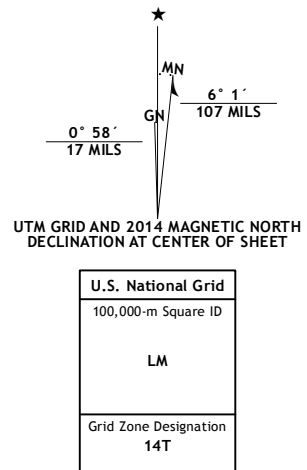 ★
MN
GN
6° 1´
107 MILS
0° 58´
17 MILS
UTM GRID AND 2014 MAGNETIC NORTH
DECLINATION AT CENTER OF SHEET
U.S. National Grid
100,000-m Square ID
LM
Grid Zone Designation
14T